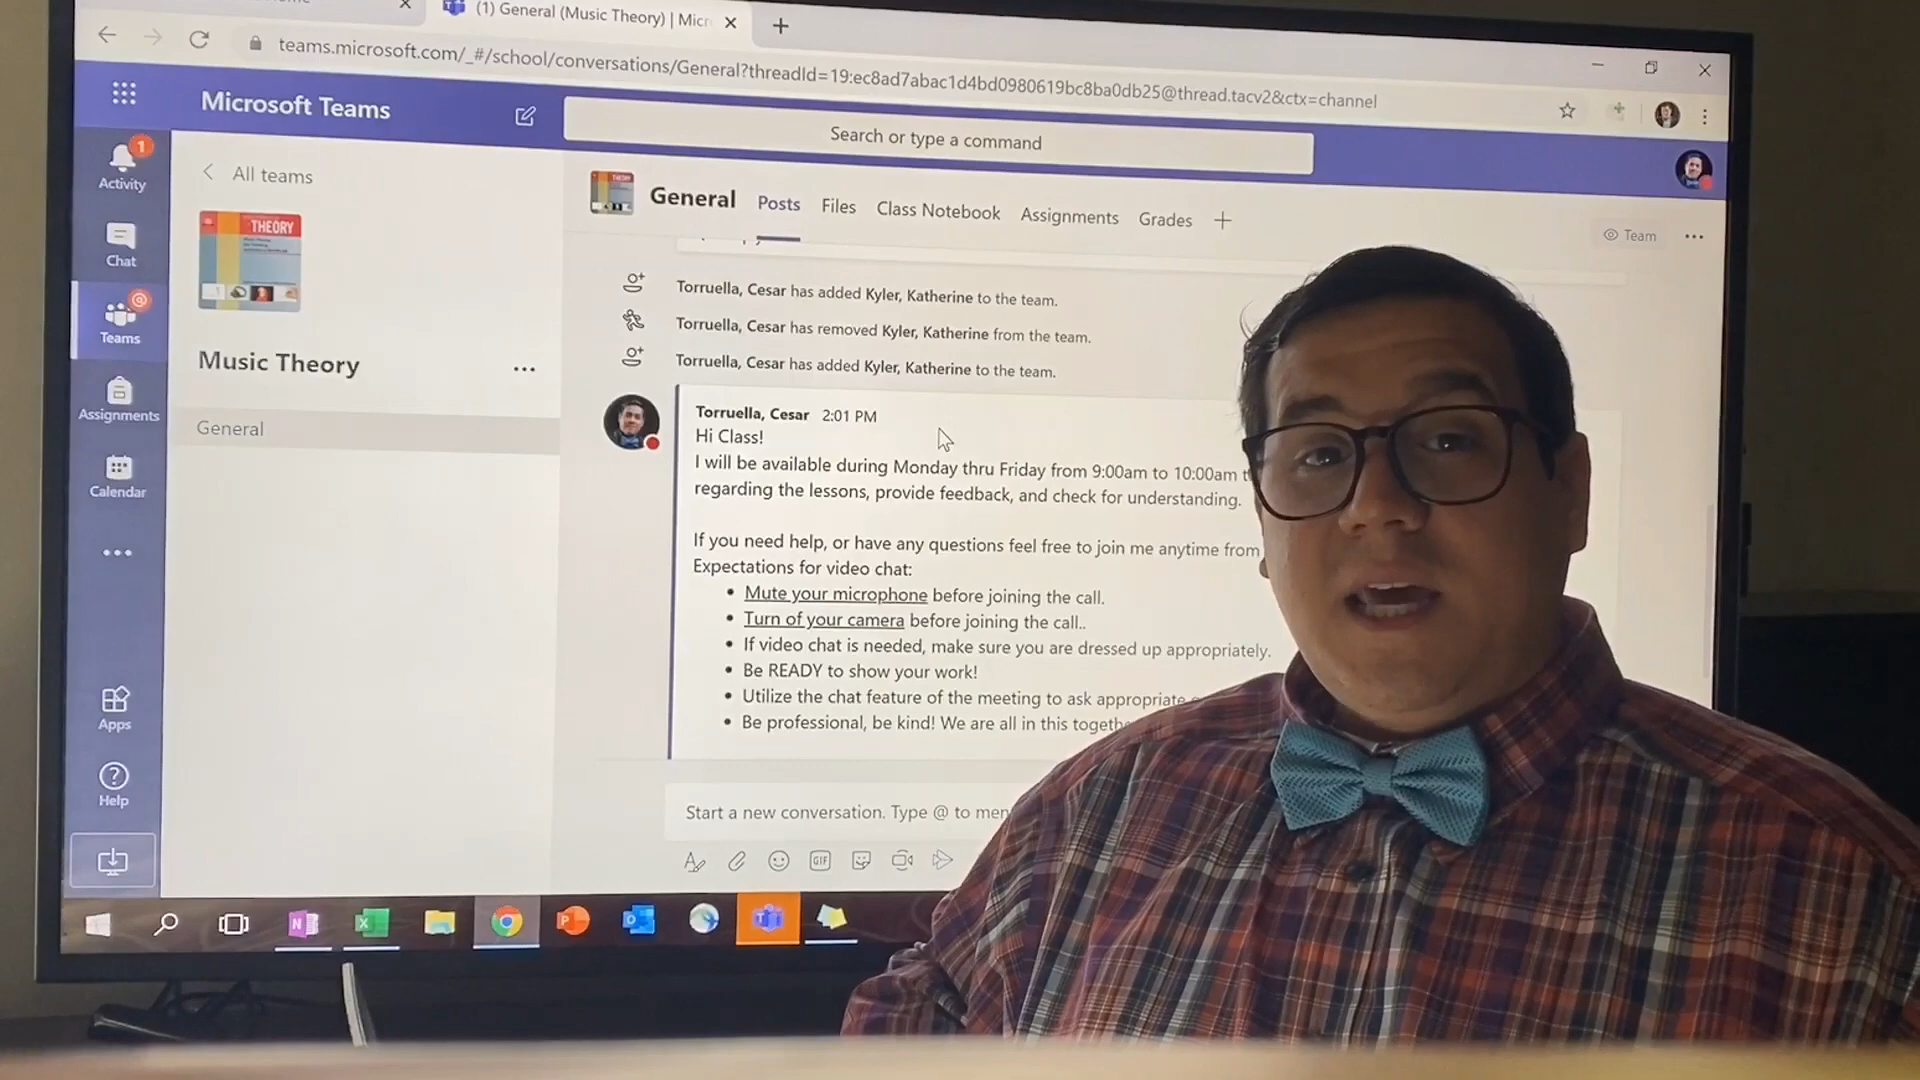 (1) General (Music Theory) | Micr
teams.microsoft.com/_#/school/conversations/General?threadId=19:ec8ad7abac1d4bd0980619bc8ba0db25@thread.tacv2&ctx=channel
Microsoft Teams
Search or type a command
1
Activity
Chat
Teams
Assignments
Calendar
Apps
Help
All teams
THEORY
Music Theory
General
General Posts Files Class Notebook Assignments Grades
Team
Torruella, Cesar has added Kyler, Katherine to the team.
Torruella, Cesar has removed Kyler, Katherine from the team.
Torruella, Cesar has added Kyler, Katherine to the team.
Torruella, Cesar 2:01 PM
Hi Class!
I will be available during Monday thru Friday from 9:00am to 10:00am t
regarding the lessons, provide feedback, and check for understanding.
If you need help, or have any questions feel free to join me anytime from
Expectations for video chat:
• Mute your microphone before joining the call.
• Turn of your camera before joining the call..
• If video chat is needed, make sure you are dressed up appropriately.
• Be READY to show your work!
• Utilize the chat feature of the meeting to ask appropriate
• Be professional, be kind! We are all in this togeth
Start a new conversation. Type @ to men
GIF